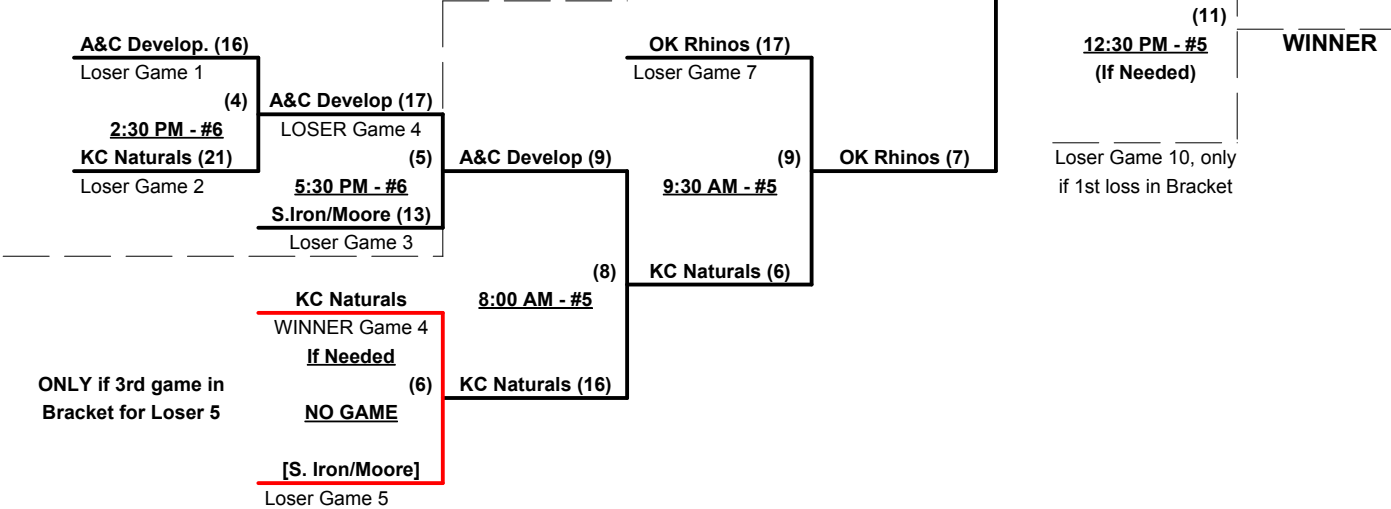 (11)
A&C Develop. (16)
OK Rhinos (17)
12:30 PM - #5
WINNER
Loser Game 1
Loser Game 7
(If Needed)
(4)
A&C Develop (17)
2:30 PM - #6
LOSER Game 4
KC Naturals (21)
(5)
A&C Develop (9)
(9)
OK Rhinos (7)
Loser Game 10, only
if 1st loss in Bracket
Loser Game 2
5:30 PM - #6
9:30 AM - #5
S.Iron/Moore (13)
Loser Game 3
(8)
KC Naturals (6)
KC Naturals
8:00 AM - #5
WINNER Game 4
If Needed
ONLY if 3rd game in
Bracket for Loser 5
(6)
KC Naturals (16)
NO GAME
[S. Iron/Moore]
Loser Game 5